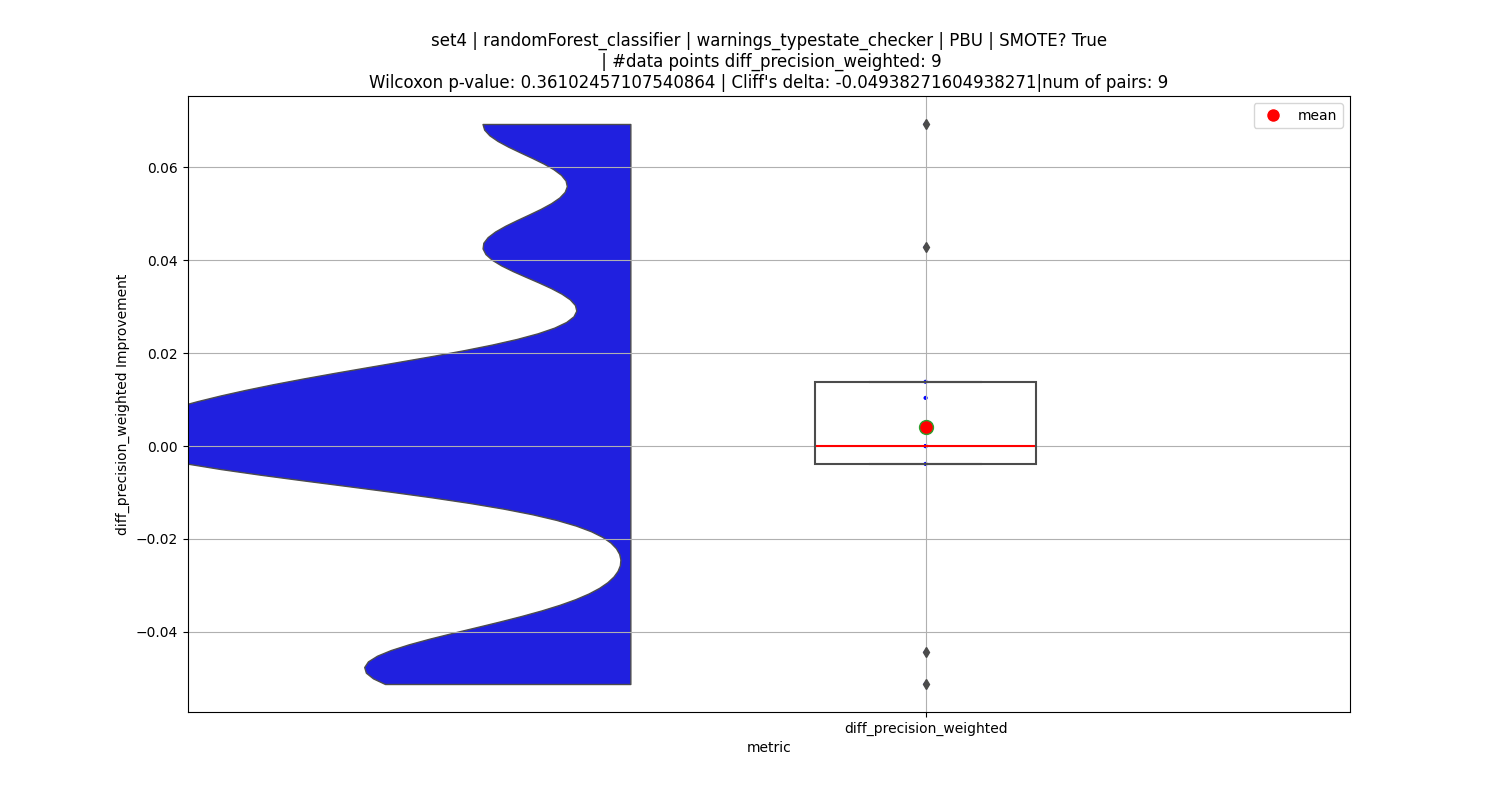 set4 | randomForest_classifier | warnings_typestate_checker | PBU | SMOTE? True
| #data points diff_precision_weighted: 9
Wilcoxon p-value: 0.36102457107540864 | Cliff's delta: -0.04938271604938271|num of pairs: 9
mean
diff_precision_weighted Improvement
0.06
0.04
0.02
0.00
−0.02
−0.04
diff_precision_weighted
metric